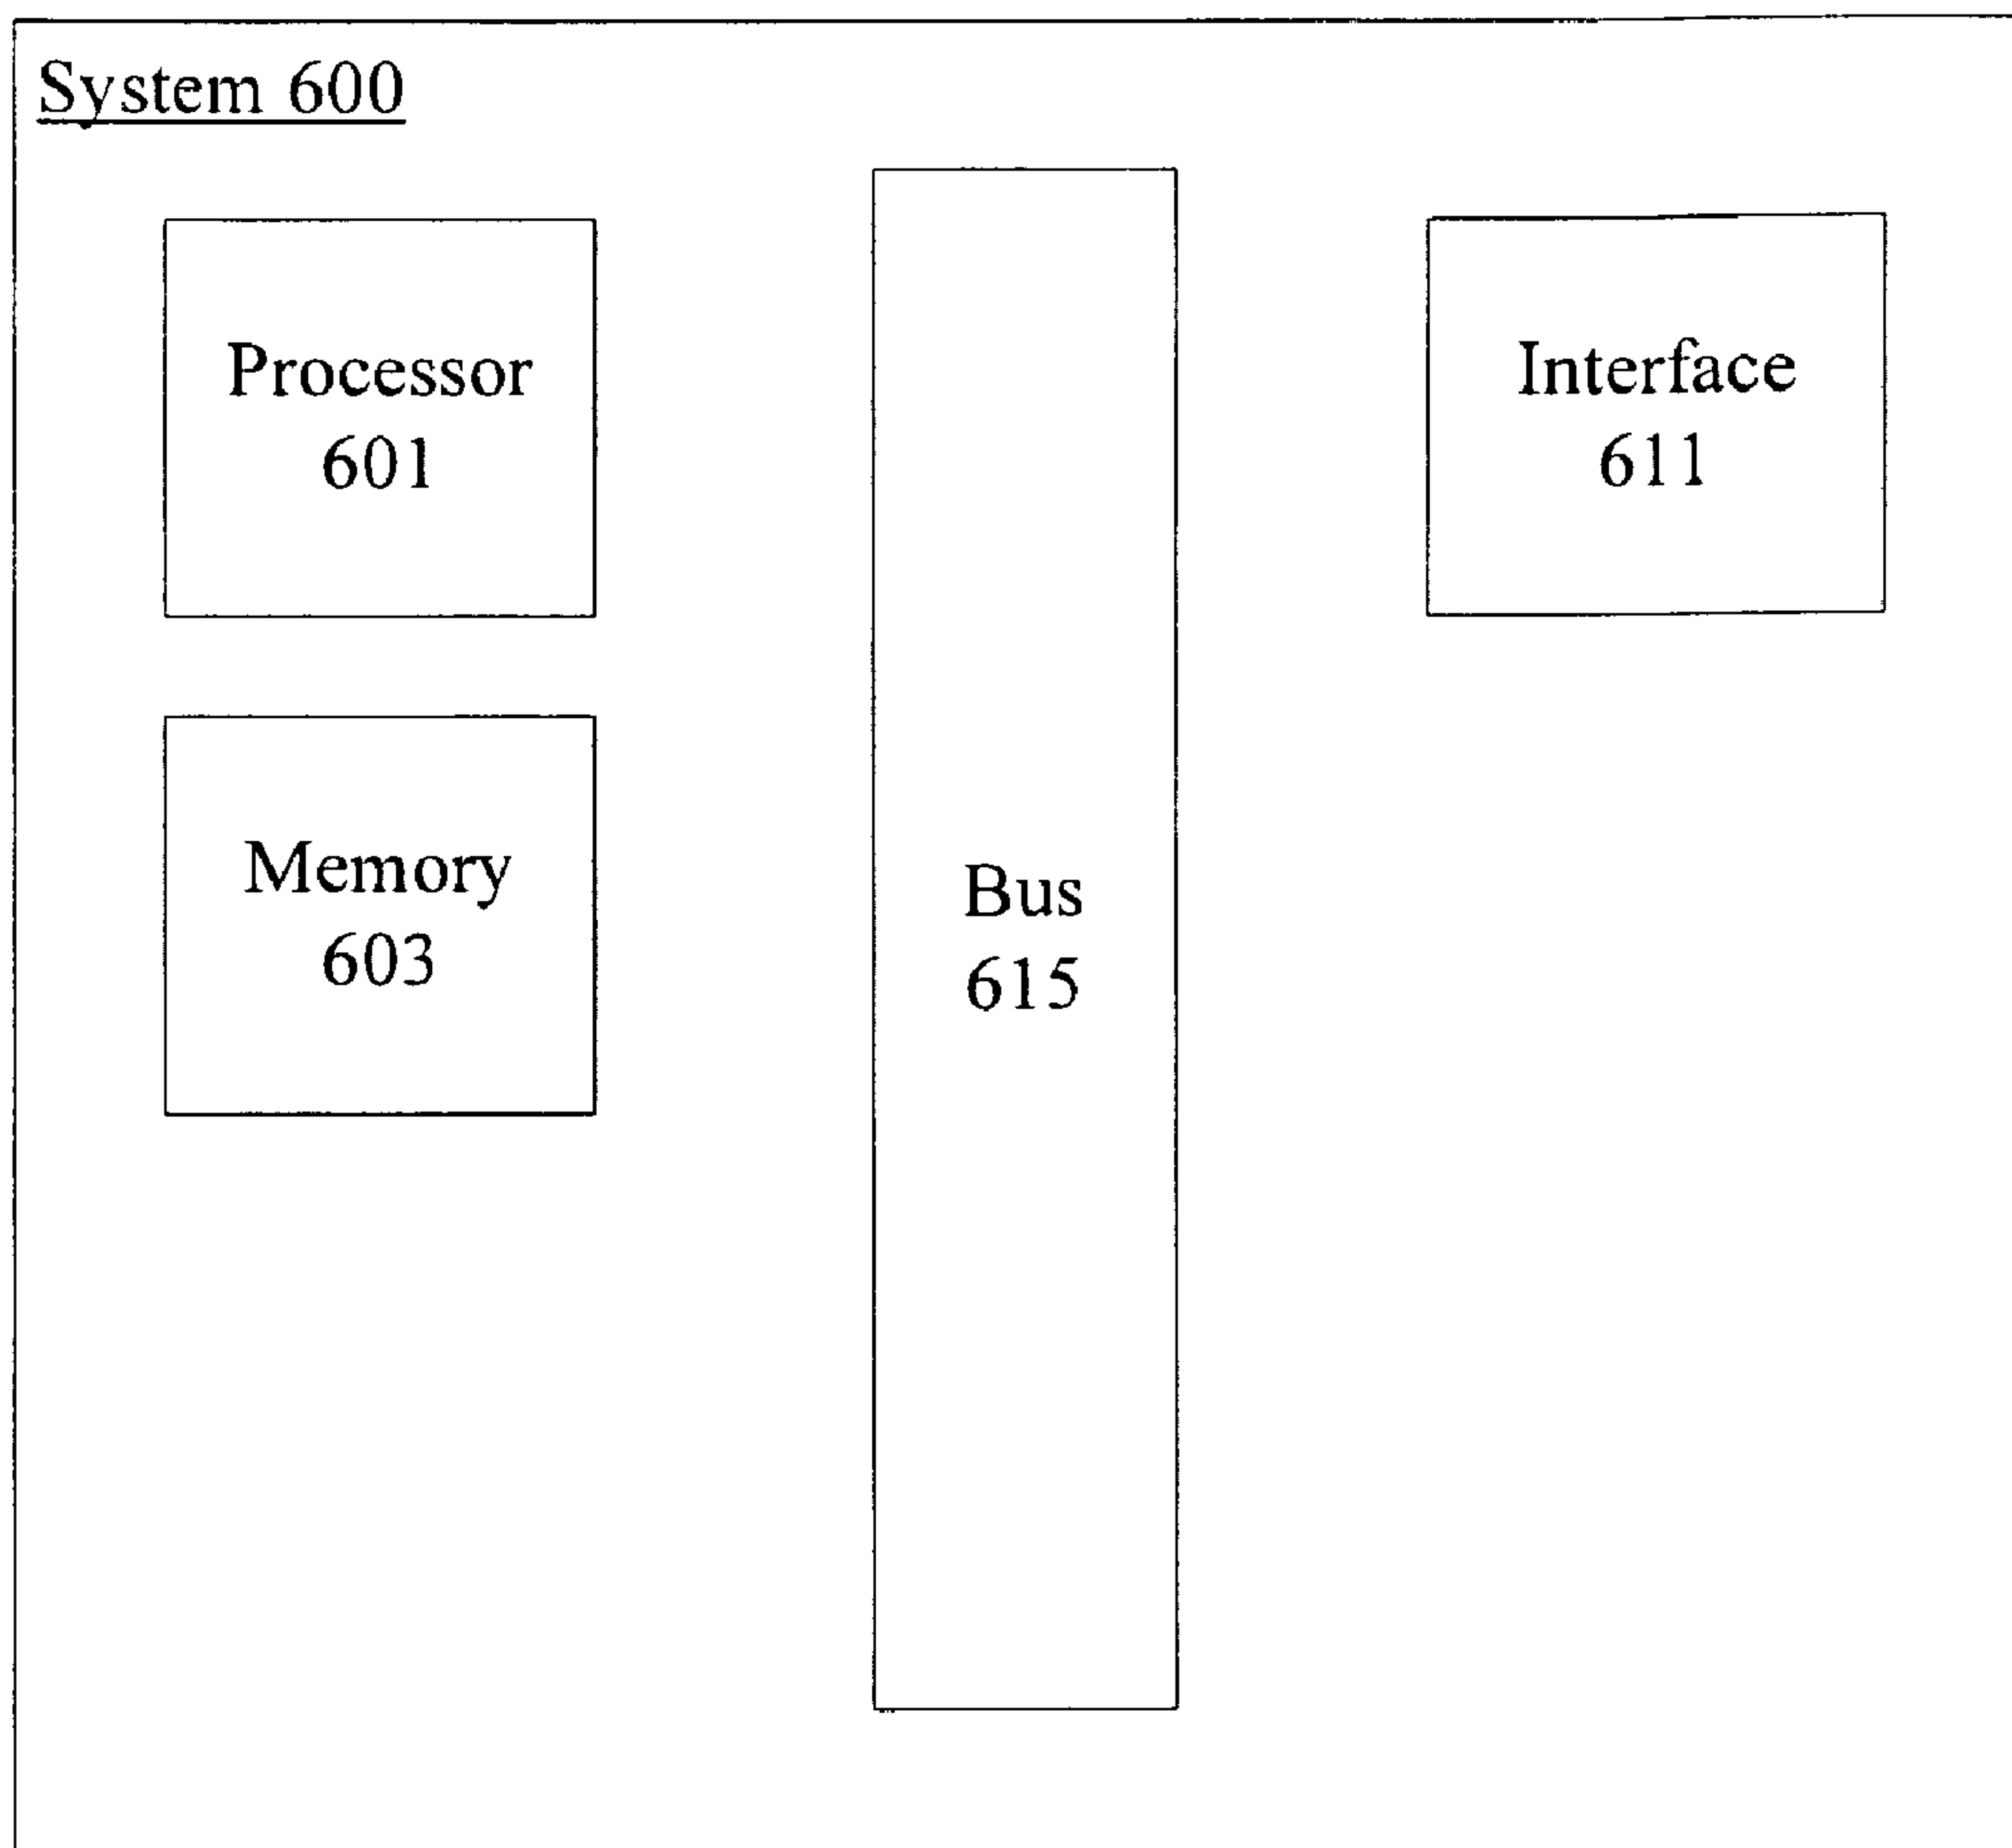 System 600
Processor
601
Interface
611
Memory
603
Bus
615